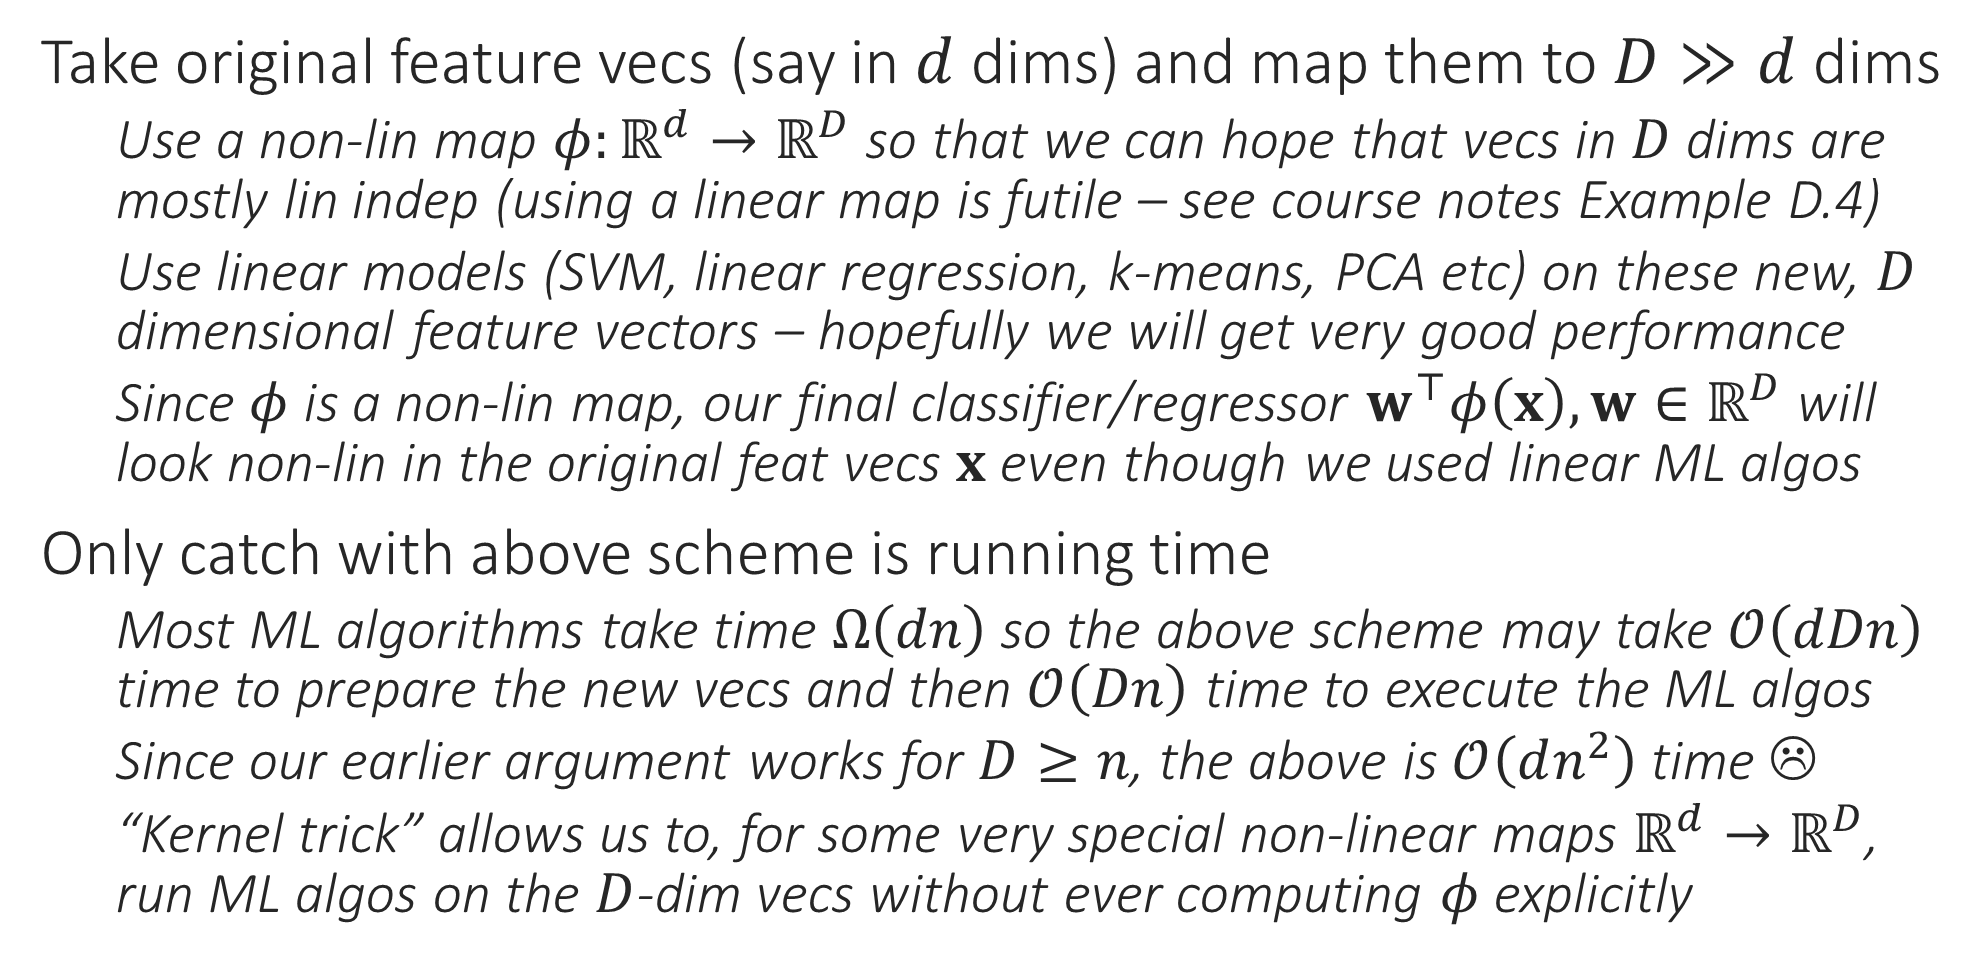 Take original feature vecs (say in d dims) and map them to D ≫ d dims
Use a non-lin map ϕ: ℝᵈ → ℝᴰ so that we can hope that vecs in D dims are
mostly lin indep (using a linear map is futile – see course notes Example D.4)
Use linear models (SVM, linear regression, k-means, PCA etc) on these new, D
dimensional feature vectors – hopefully we will get very good performance
Since ϕ is a non-lin map, our final classifier/regressor 𝐰⊤ϕ(𝐱), 𝐰 ∈ ℝᴰ will
look non-lin in the original feat vecs 𝐱 even though we used linear ML algos
Only catch with above scheme is running time
Most ML algorithms take time Ω(dn) so the above scheme may take 𝒪(dDn)
time to prepare the new vecs and then 𝒪(Dn) time to execute the ML algos
Since our earlier argument works for D ≥ n, the above is 𝒪(dn²) time ☹
“Kernel trick” allows us to, for some very special non-linear maps ℝᵈ → ℝᴰ,
run ML algos on the D-dim vecs without ever computing ϕ explicitly